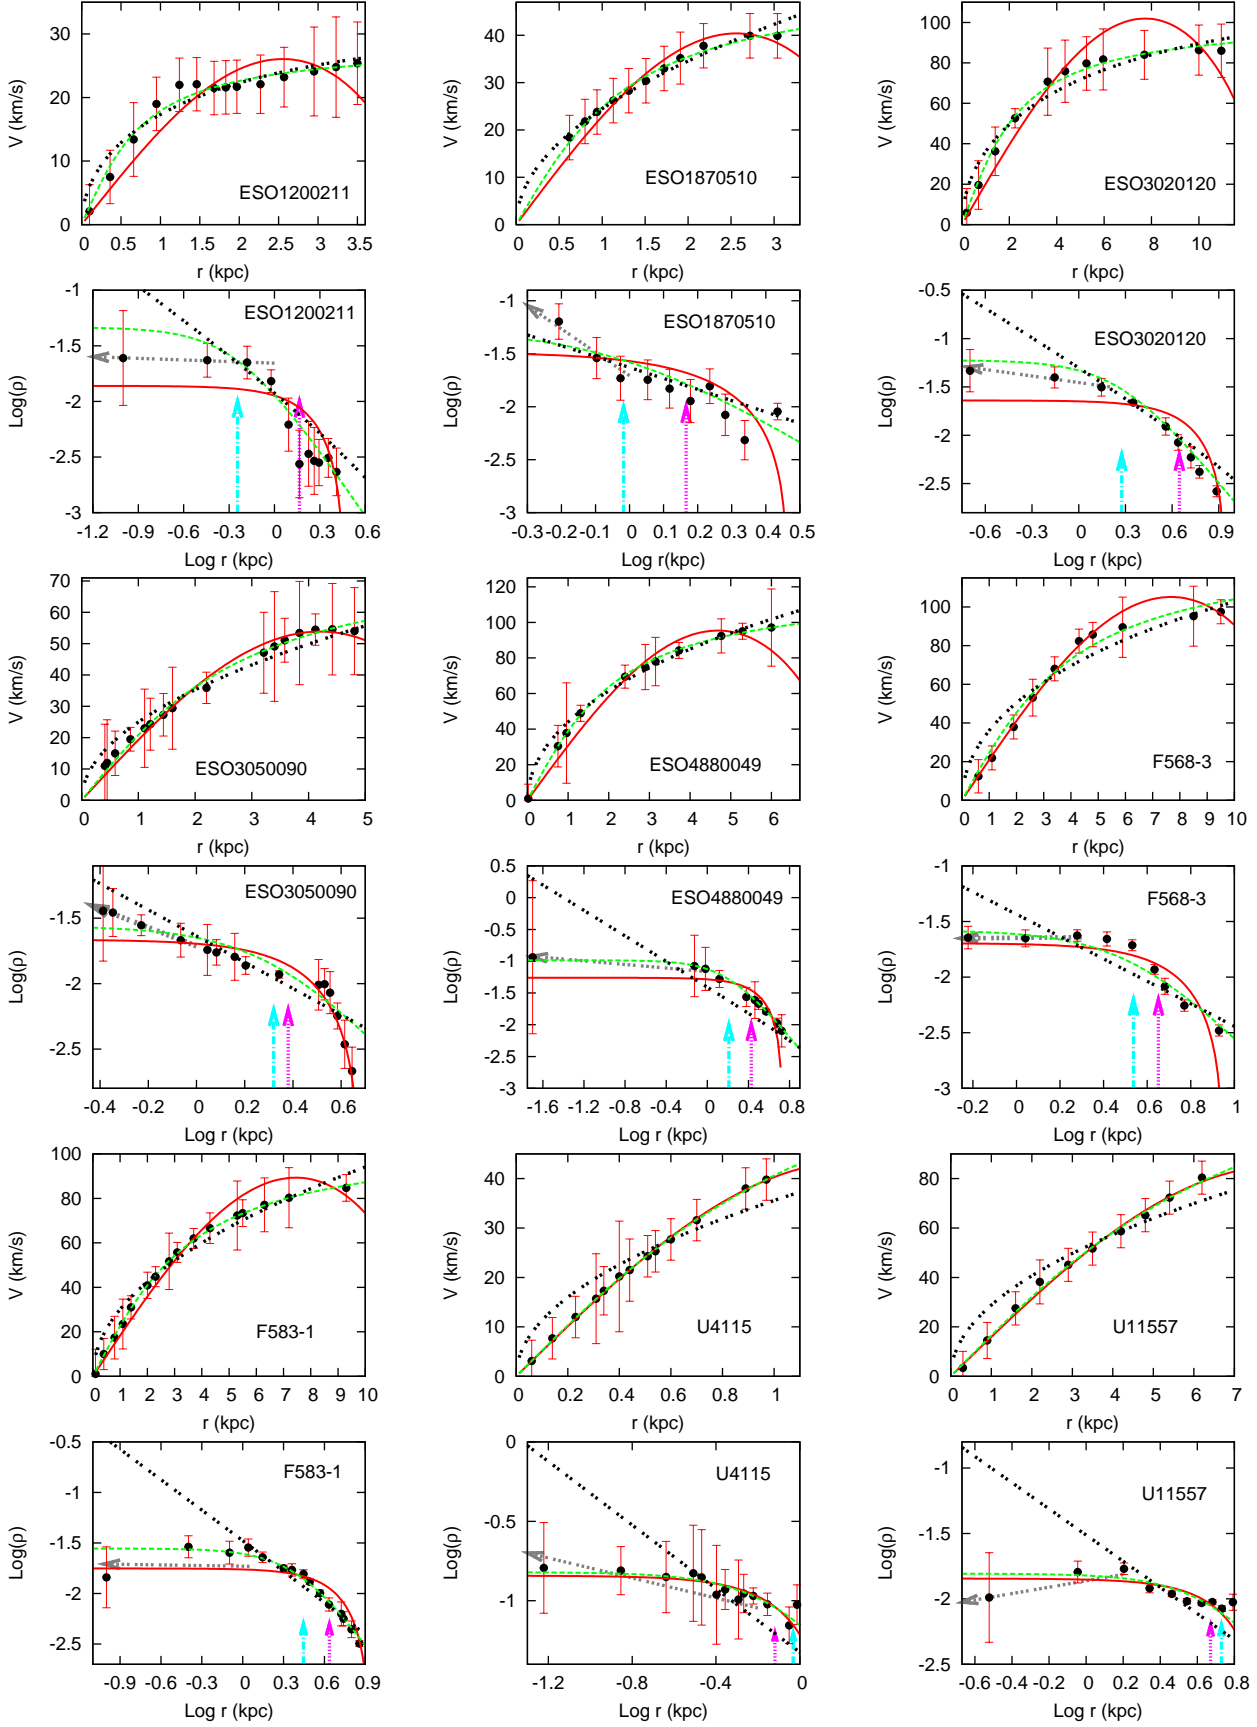 30
20
10
0
V (km/s)
ESO1200211
0 0.5 1 1.5 2 2.5 3 3.5
r (kpc)
40
30
20
10
0
V (km/s)
ESO1870510
0 0.5 1 1.5 2 2.5 3
r (kpc)
100
80
60
40
20
0
V (km/s)
ESO3020120
0 2 4 6 8 10
r (kpc)
-1
-1.5
-2
-2.5
-3
Log(ρ)
ESO1200211
-1.2 -0.9 -0.6 -0.3 0 0.3 0.6
Log r (kpc)
-1
-1.5
-2
-2.5
-3
Log(ρ)
ESO1870510
-0.3 -0.2 -0.1 0 0.1 0.2 0.3 0.4 0.5
Log r(kpc)
-0.5
-1
-1.5
-2
-2.5
Log(ρ)
ESO3020120
-0.6 -0.3 0 0.3 0.6 0.9
Log r (kpc)
70
60
50
40
30
20
10
0
V (km/s)
ESO3050090
0 1 2 3 4 5
r (kpc)
120
100
80
60
40
20
0
V (km/s)
ESO4880049
0 1 2 3 4 5 6
r (kpc)
100
80
60
40
20
0
V (km/s)
F568-3
0 1 2 3 4 5 6 7 8 9 10
r (kpc)
-1.5
-2
-2.5
Log(ρ)
ESO3050090
-0.4 -0.2 0 0.2 0.4 0.6
Log r (kpc)
0.5
0
-0.5
-1
-1.5
-2
-2.5
-3
Log(ρ)
ESO4880049
-1.6 -1.2 -0.8 -0.4 0 0.4 0.8
Log r (kpc)
-1
-1.5
-2
-2.5
-3
Log(ρ)
F568-3
-0.2 0 0.2 0.4 0.6 0.8 1
Log r (kpc)
100
80
60
40
20
0
V (km/s)
F583-1
0 1 2 3 4 5 6 7 8 9 10
r (kpc)
40
30
20
10
0
V (km/s)
U4115
0 0.2 0.4 0.6 0.8 1
r (kpc)
80
60
40
20
0
V (km/s)
U11557
0 1 2 3 4 5 6 7
r (kpc)
-0.5
-1
-1.5
-2
-2.5
Log(ρ)
F583-1
-0.9 -0.6 -0.3 0 0.3 0.6 0.9
Log r (kpc)
0
-0.5
-1
-1.5
Log(ρ)
U4115
-1.2 -0.8 -0.4 0
Log r (kpc)
-1
-1.5
-2
-2.5
Log(ρ)
U11557
-0.6 -0.4 -0.2 0 0.2 0.4 0.6 0.8
Log r (kpc)